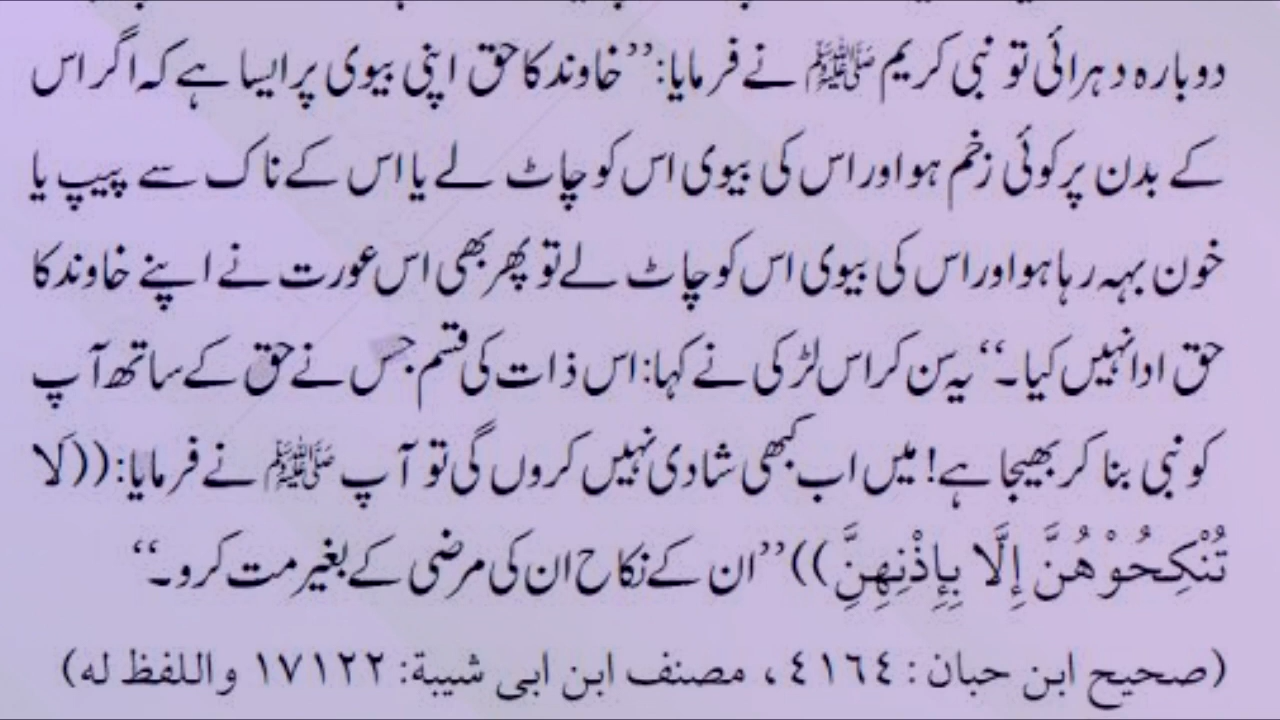 دوبارہ دہرائی تو نبی کریم ﷺ نے فرمایا: ’’خاوند کا حق اپنی بیوی پر ایسا ہے کہ اگر اس
کے بدن پر کوئی زخم ہو اور اس کی بیوی اس کو چاٹ لے یا اس کے ناک سے پیپ یا
خون بہہ رہا ہو اور اس کی بیوی اس کو چاٹ لے تو پھر بھی اس عورت نے اپنے خاوند کا
حق ادا نہیں کیا۔‘‘ یہ سن کر اس لڑکی نے کہا: اس ذات کی قسم جس نے حق کے ساتھ آپ
کو نبی بنا کر بھیجا ہے! میں اب کبھی شادی نہیں کروں گی تو آپ ﷺ نے فرمایا: ((لَا
تُنْكِحُوْهُنَّ إِلَّا بِإِذْنِهِنَّ)) ’’ان کے نکاح ان کی مرضی کے بغیر مت کرو۔‘‘
(صحیح ابن حبان : ٤١٦٤ ، مصنف ابن ابی شیبة: ١٧١٢٢ واللفظ له)